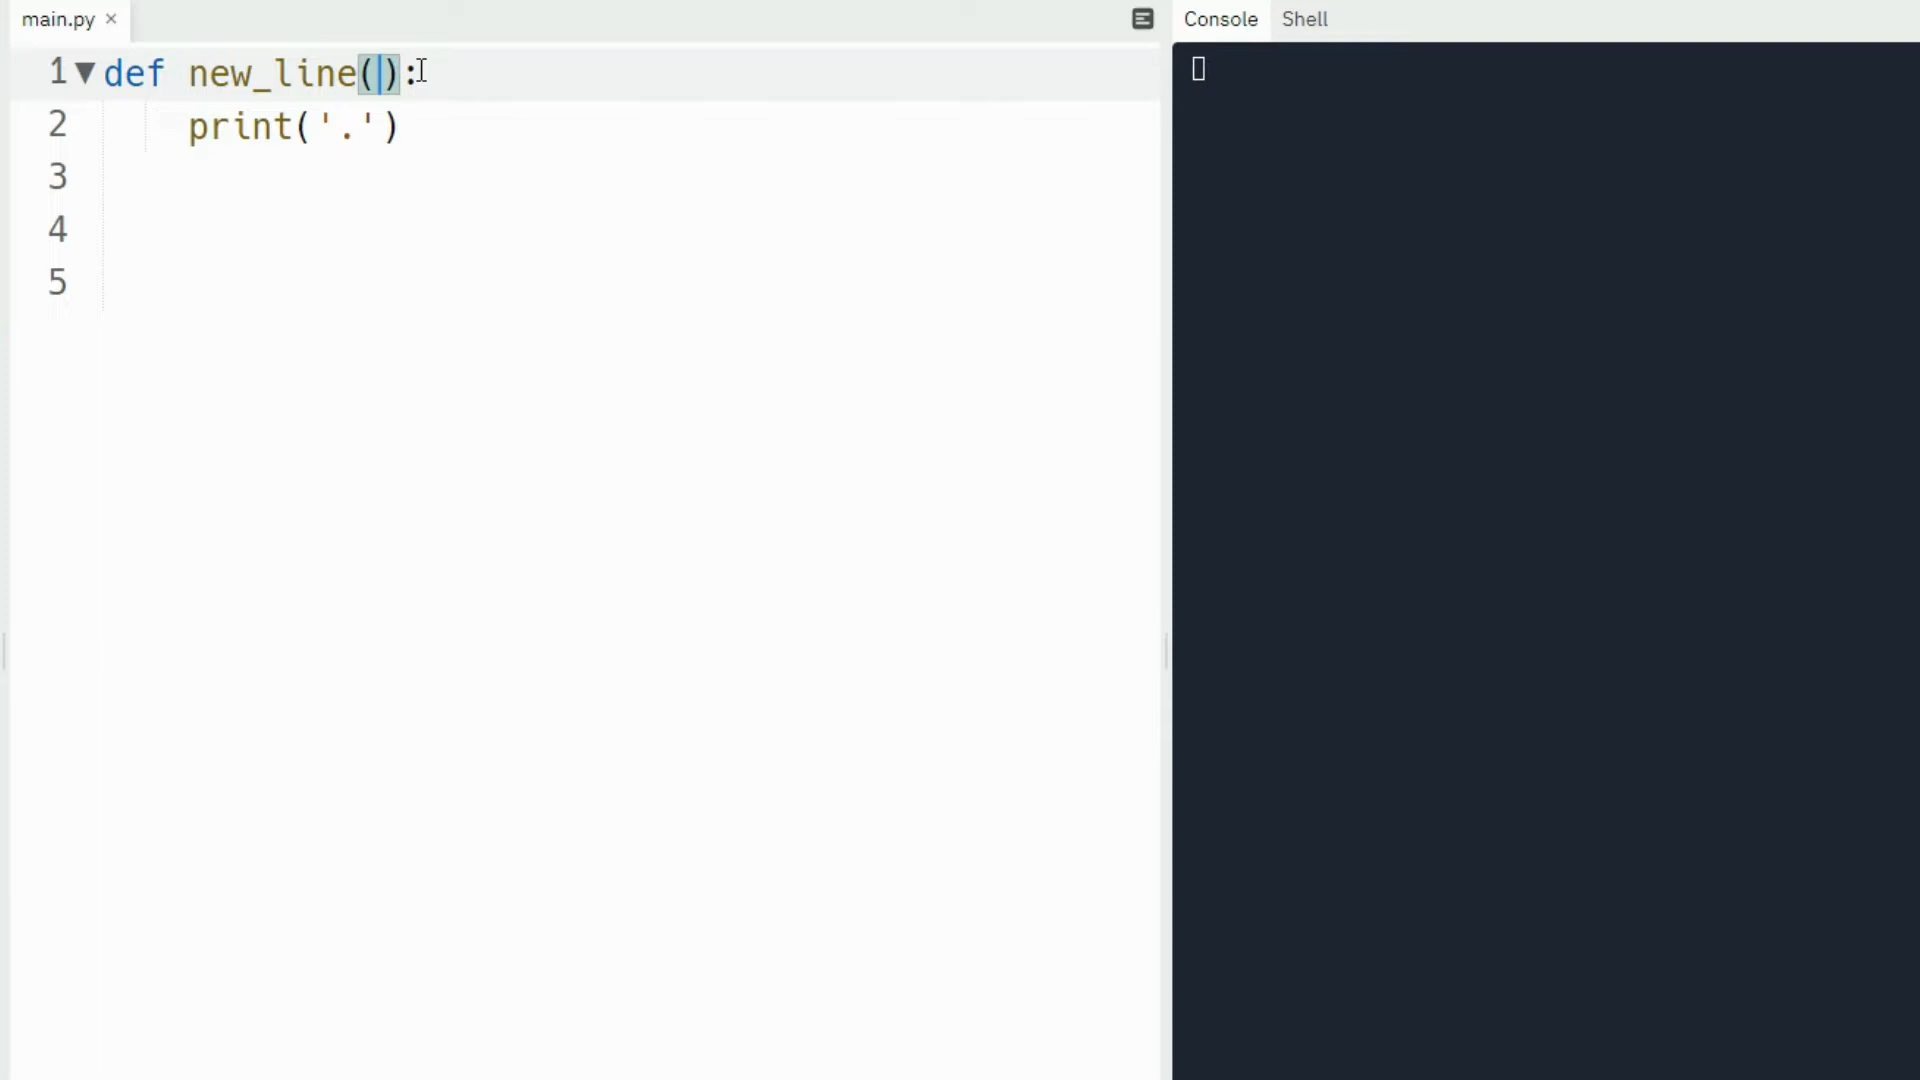 main.py ×
Console Shell
1 def new_line():
2 print('.')
3
4
5